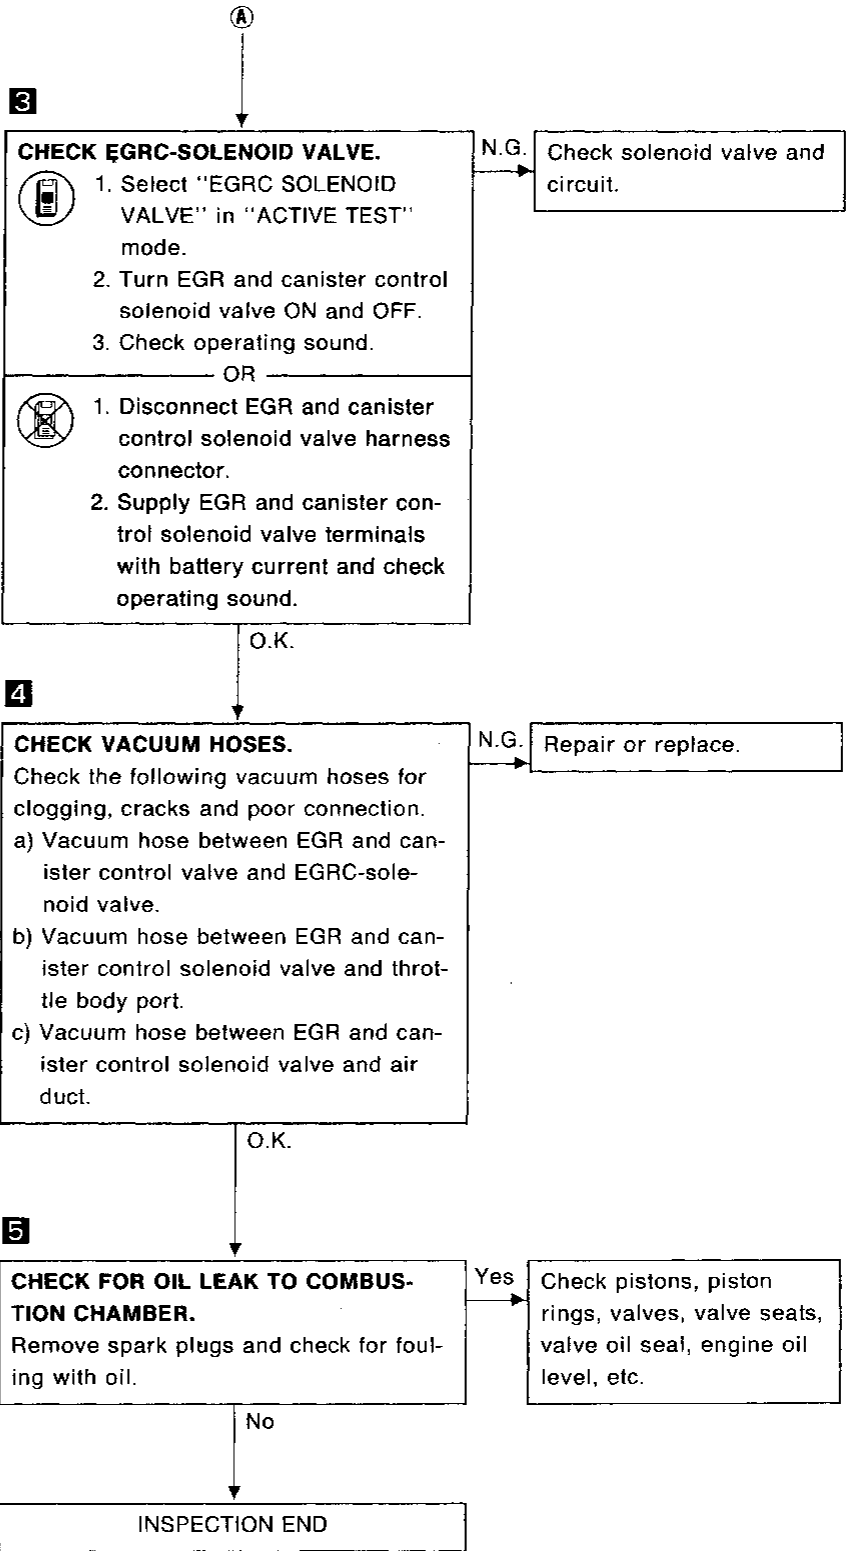 A
3
CHECK EGRC-SOLENOID VALVE.
1. Select "EGRC SOLENOID
VALVE" in "ACTIVE TEST"
mode.
2. Turn EGR and canister control
solenoid valve ON and OFF.
3. Check operating sound.
OR
1. Disconnect EGR and canister
control solenoid valve harness
connector.
2. Supply EGR and canister con-
trol solenoid valve terminals
with battery current and check
operating sound.
N.G.
Check solenoid valve and
circuit.
O.K.
4
CHECK VACUUM HOSES.
Check the following vacuum hoses for
clogging, cracks and poor connection.
a) Vacuum hose between EGR and can-
ister control valve and EGRC-sole-
noid valve.
b) Vacuum hose between EGR and can-
ister control solenoid valve and throt-
tle body port.
c) Vacuum hose between EGR and can-
ister control solenoid valve and air
duct.
N.G.
Repair or replace.
O.K.
5
CHECK FOR OIL LEAK TO COMBUS-
TION CHAMBER.
Remove spark plugs and check for foul-
ing with oil.
Yes
Check pistons, piston
rings, valves, valve seats,
valve oil seal, engine oil
level, etc.
No
INSPECTION END